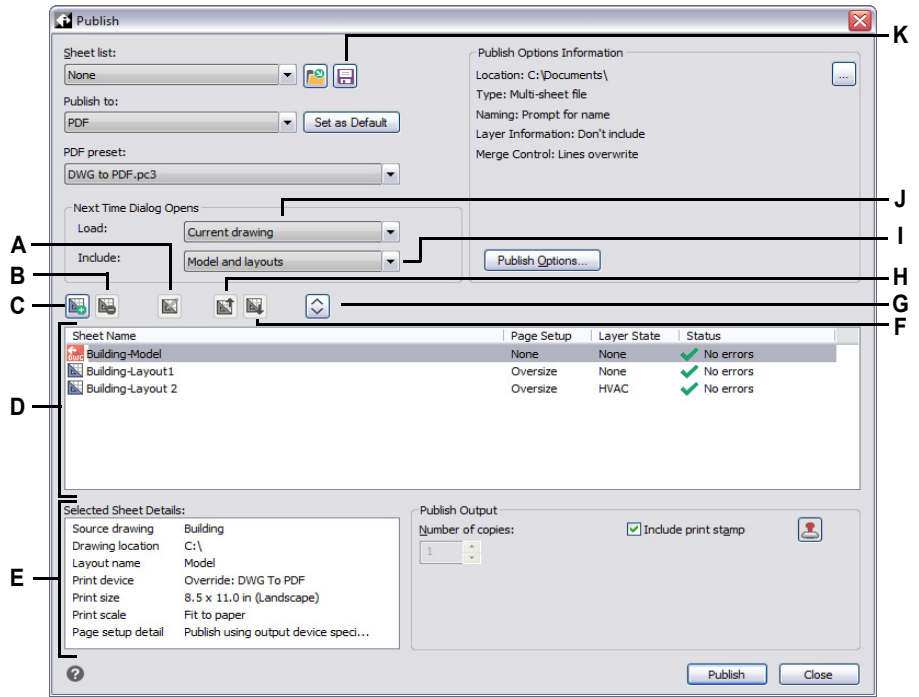 Publish
K
Sheet list:
None
Publish to:
PDF
Set as Default
PDF preset:
DWG to PDF.pc3
Publish Options Information
Location: C:\Documents\
...
Type: Multi-sheet file
Naming: Prompt for name
Layer Information: Don't include
Merge Control: Lines overwrite
Next Time Dialog Opens
J
Load:
Current drawing
Include:
Model and layouts
I
Publish Options...
A
B
C
H
G
F
Sheet Name
Page Setup
Layer State
Status
DWG
Building-Model
None
None
No errors
Building-Layout1
Oversize
None
No errors
Building-Layout 2
Oversize
HVAC
No errors
D
Selected Sheet Details:
Source drawing
Building
Drawing location
C:\
Layout name
Model
Print device
Override: DWG To PDF
Print size
8.5 x 11.0 in (Landscape)
Print scale
Fit to paper
Page setup detail
Publish using output device speci...
E
Publish Output
Number of copies:
1
Include print stamp
?
Publish
Close